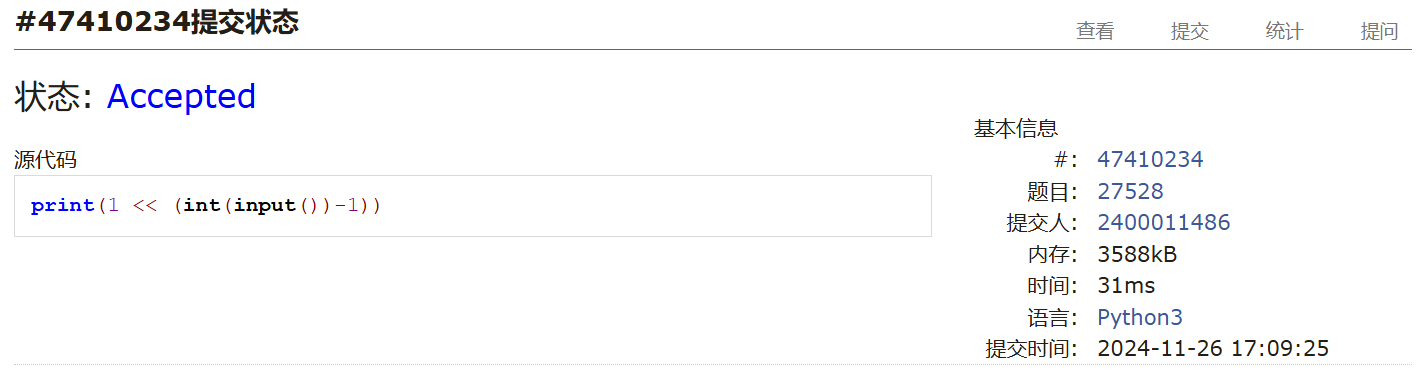 #47410234提交状态
查看 提交 统计 提问
状态: Accepted
源代码
print(1 << (int(input())-1))
基本信息
#: 47410234
题目: 27528
提交人: 2400011486
内存: 3588kB
时间: 31ms
语言: Python3
提交时间: 2024-11-26 17:09:25